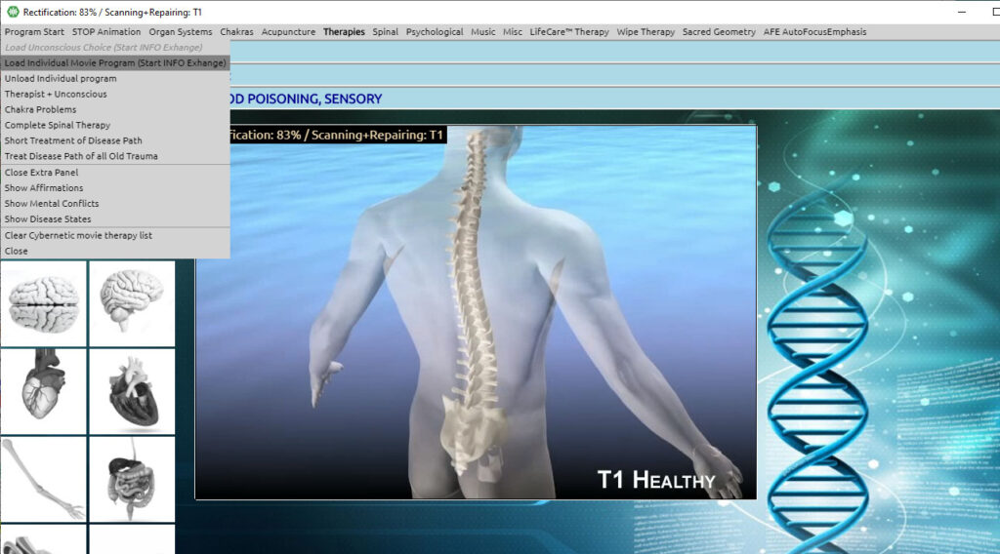 Rectification: 83% / Scanning+Repairing: T1
Program Start STOP Animation Organ Systems Chakras Acupuncture Therapies Spinal Psychological Music Misc LifeCare™ Therapy Wipe Therapy Sacred Geometry AFE AutoFocusEmphasis
Load Unconscious Choice (Start INFO Exhange)
Load Individual Movie Program (Start INFO Exhange)
Unload Individual program
Therapist + Unconscious
Chakra Problems
Complete Spinal Therapy
Short Treatment of Disease Path
Treat Disease Path of all Old Trauma
Close Extra Panel
Show Affirmations
Show Mental Conflicts
Show Disease States
Clear Cybernetic movie therapy list
Close
OD POISONING, SENSORY
fication: 83% / Scanning+Repairing: T1
T1 HEALTHY